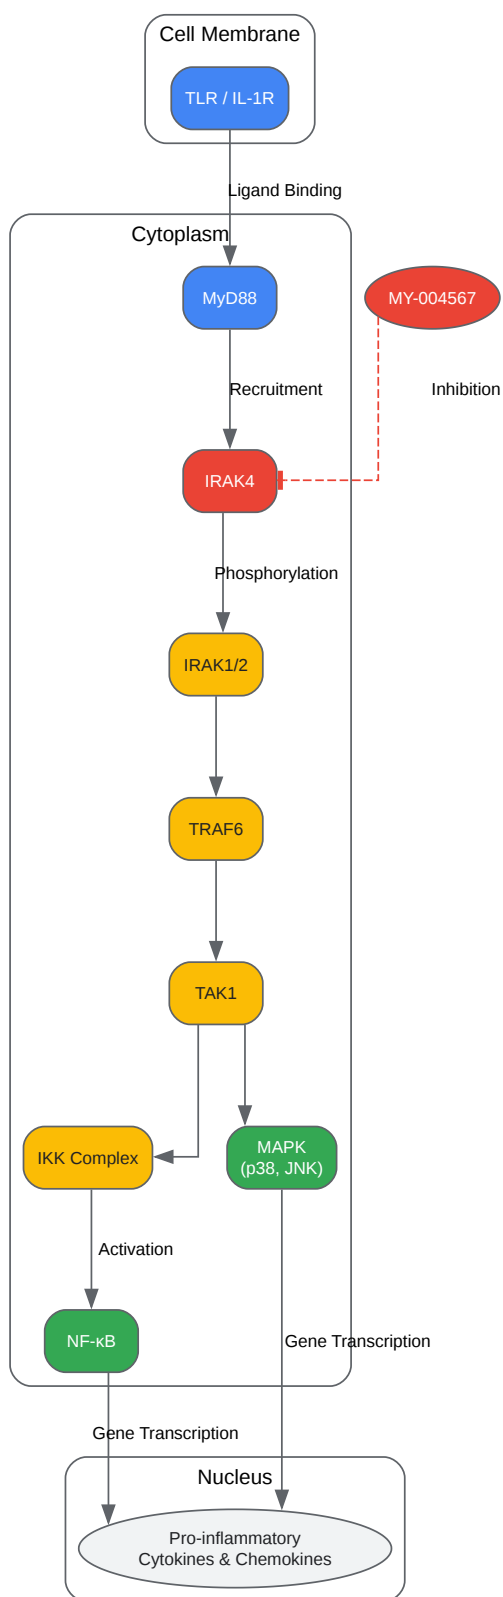 Cell Membrane
TLR / IL-1R
Ligand Binding
Cytoplasm
MyD88
MY-004567
Recruitment
Inhibition
IRAK4
Phosphorylation
IRAK1/2
TRAF6
TAK1
IKK Complex
MAPK
(p38, JNK)
Activation
NF-κB
Gene Transcription
Gene Transcription
Nucleus
Pro-inflammatory
Cytokines & Chemokines